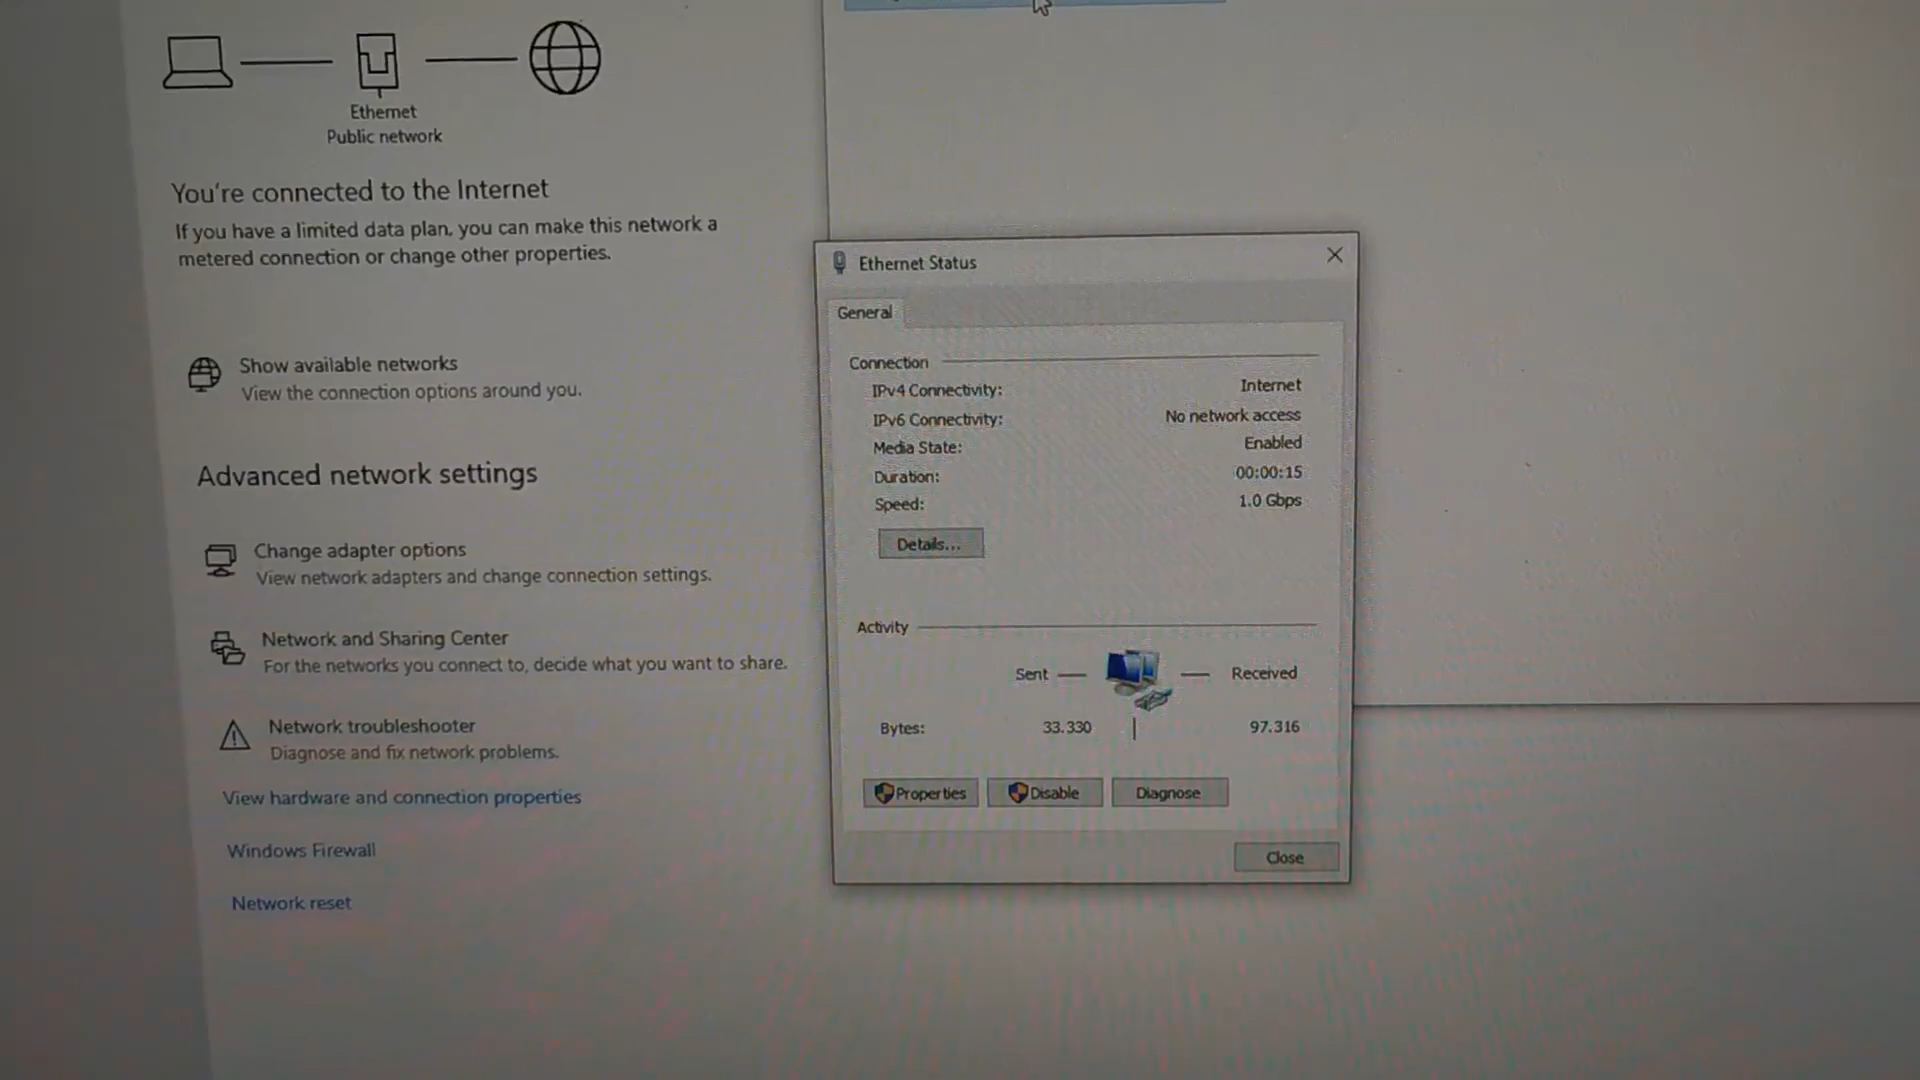 Ethernet
Public network
You're connected to the Internet
If you have a limited data plan, you can make this network a
metered connection or change other properties.
Show available networks
View the connection options around you.
Advanced network settings
Change adapter options
View network adapters and change connection settings.
Network and Sharing Center
For the networks you connect to, decide what you want to share.
Network troubleshooter
Diagnose and fix network problems.
View hardware and connection properties
Windows Firewall
Network reset
Ethernet Status
General
Connection
IPv4 Connectivity: Internet
IPv6 Connectivity: No network access
Media State: Enabled
Duration: 00:00:15
Speed: 1.0 Gbps
Details...
Activity
Sent Received
Bytes: 33.330 97.316
Properties Disable Diagnose
Close